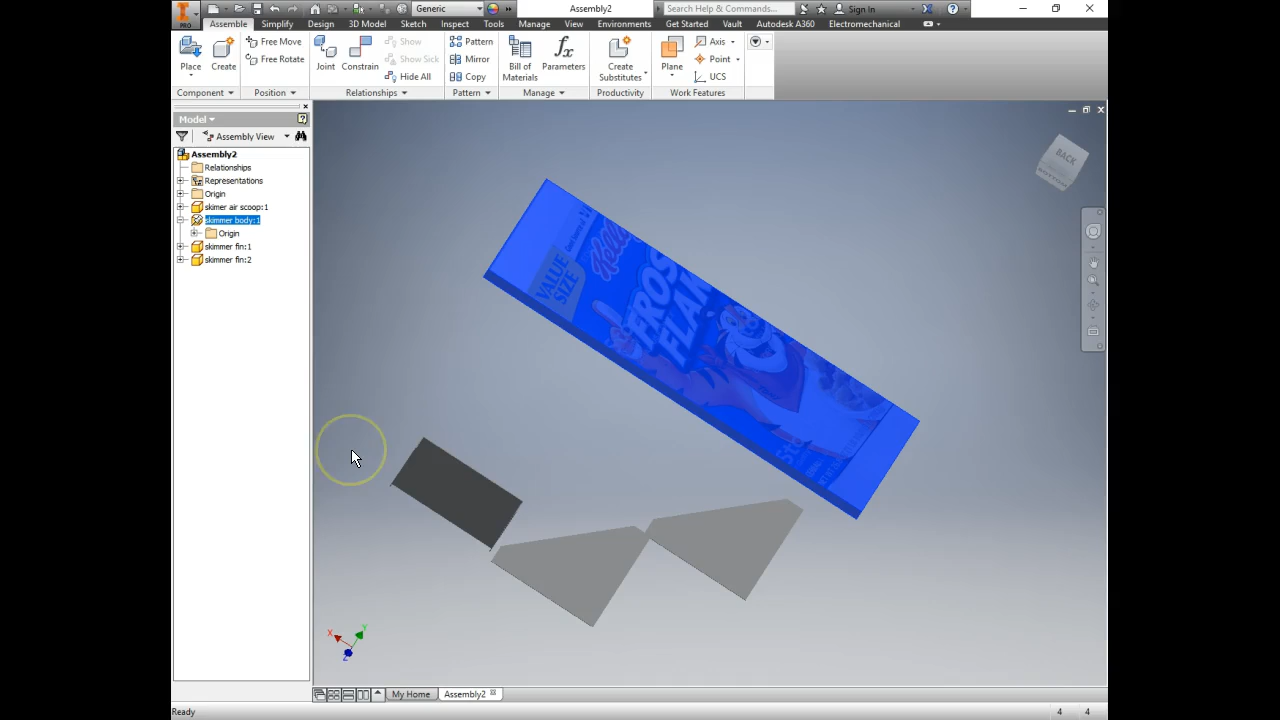 PRO
Generic
Assembly2
Search Help & Commands...
Sign In
Assemble Simplify Design 3D Model Sketch Inspect Tools Manage View Environments Get Started Vault Autodesk A360 Electromechanical
Place
Create
Free Move
Free Rotate
Joint
Constrain
Show
Show Sick
Hide All
Pattern
Mirror
Copy
Bill of
Materials
fx
Parameters
Create
Substitutes
Plane
Axis
Point
UCS
Component Position Relationships Pattern Manage Productivity Work Features
Model
Assembly View
Assembly2
Relationships
Representations
Origin
skimer air scoop:1
skimmer body:1
Origin
skimmer fin:1
skimmer fin:2
BACK
VALUE
SIZE
X
Y
Z
My Home Assembly2
Ready
4 4